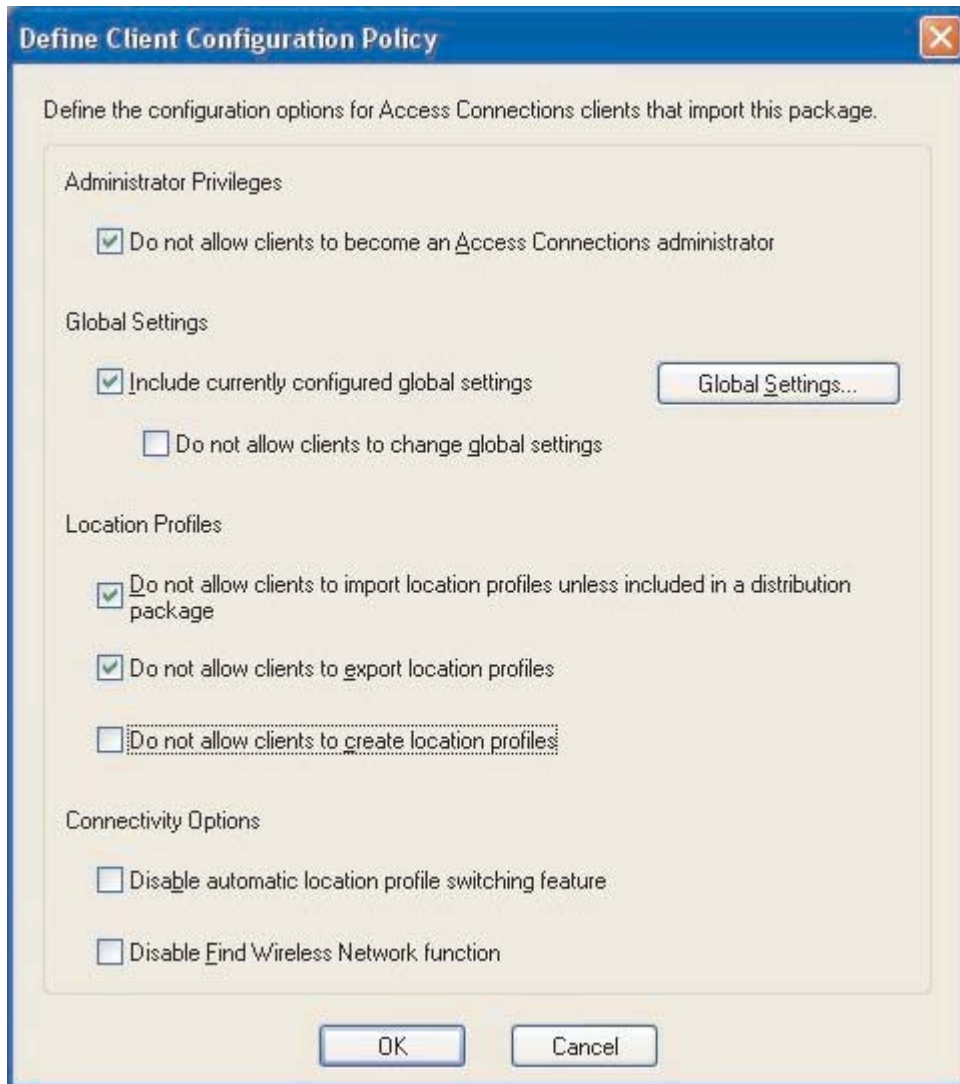 Define Client Configuration Policy
Define the configuration options for Access Connections clients that import this package.
Administrator Privileges
Do not allow clients to become an Access Connections administrator
Global Settings
Include currently configured global settings
Global Settings...
Do not allow clients to change global settings
Location Profiles
Do not allow clients to import location profiles unless included in a distribution
package
Do not allow clients to export location profiles
Do not allow clients to create location profiles
Connectivity Options
Disable automatic location profile switching feature
Disable Find Wireless Network function
OK
Cancel